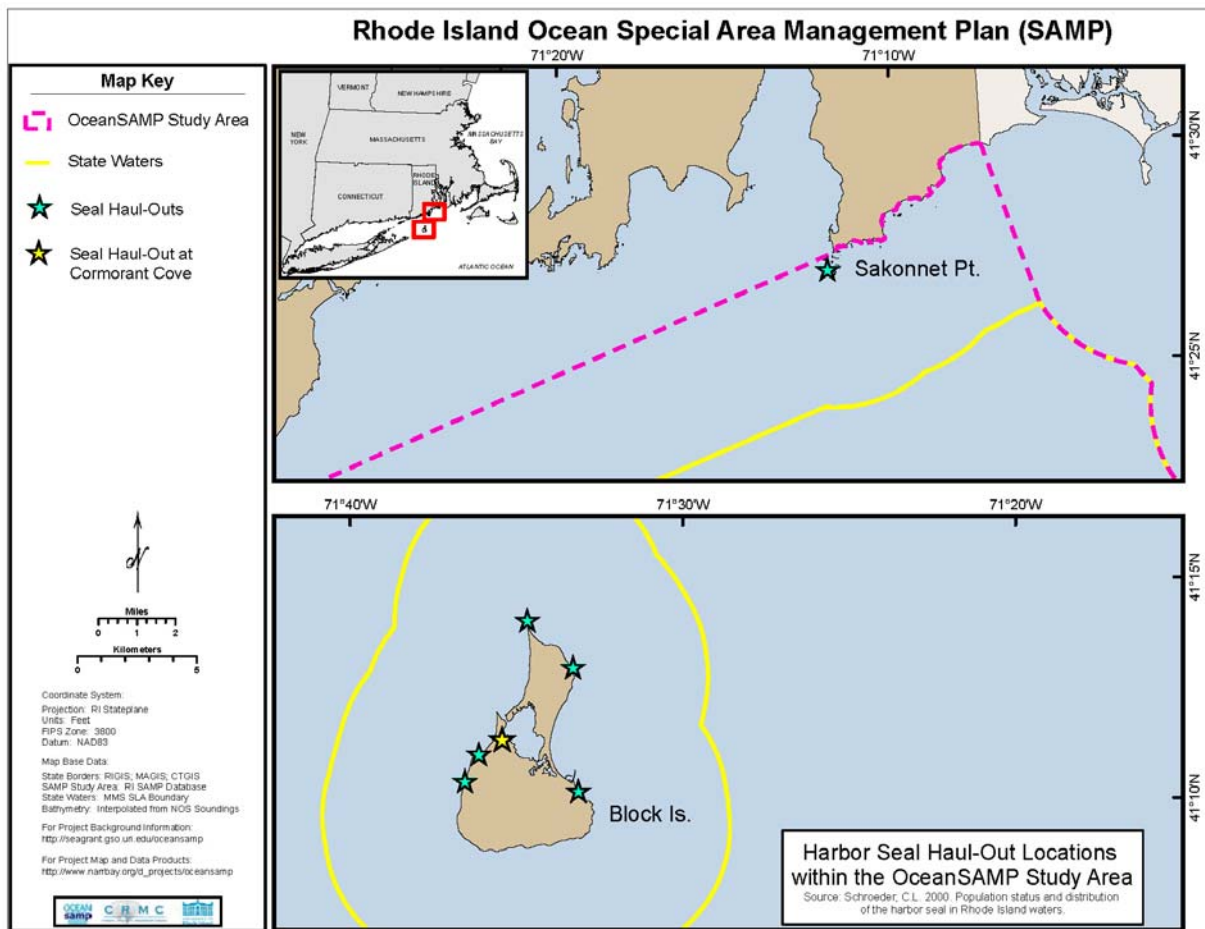 Rhode Island Ocean Special Area Management Plan (SAMP)
Map Key
OceanSAMP Study Area
State Waters
Seal Haul-Outs
Seal Haul-Out at
Cormorant Cove
N
Miles
0 1 2
Kilometers
0 5
Coordinate System:
Projection: RI Stateplane
Units: Feet
FIPS Zone: 3800
Datum: NAD83
Map Base Data:
State Borders: RIGIS; MAGIS; CTGIS
SAMP Study Area: RI SAMP Database
State Waters: MMS SLA Boundary
Bathymetry: Interpolated from NOS Soundings
For Project Background Information:
http://seagrant.gso.uri.edu/oceansamp
For Project Map and Data Products:
http://www.narrbay.org/d_projects/oceansamp
OCEAN
samp
CRMC
71°20'W
71°10'W
VERMONT
NEW HAMPSHIRE
NEW
YORK
MASSACHUSETTS
MASSACHUSETTS
BAY
CONNECTICUT
RHODE
ISLAND
ATLANTIC OCEAN
Sakonnet Pt.
41°30'N
41°25'N
71°40'W
71°30'W
71°20'W
41°15'N
41°10'N
Block Is.
Harbor Seal Haul-Out Locations
within the OceanSAMP Study Area
Source: Schroeder, C.L. 2000. Population status and distribution
of the harbor seal in Rhode Island waters.